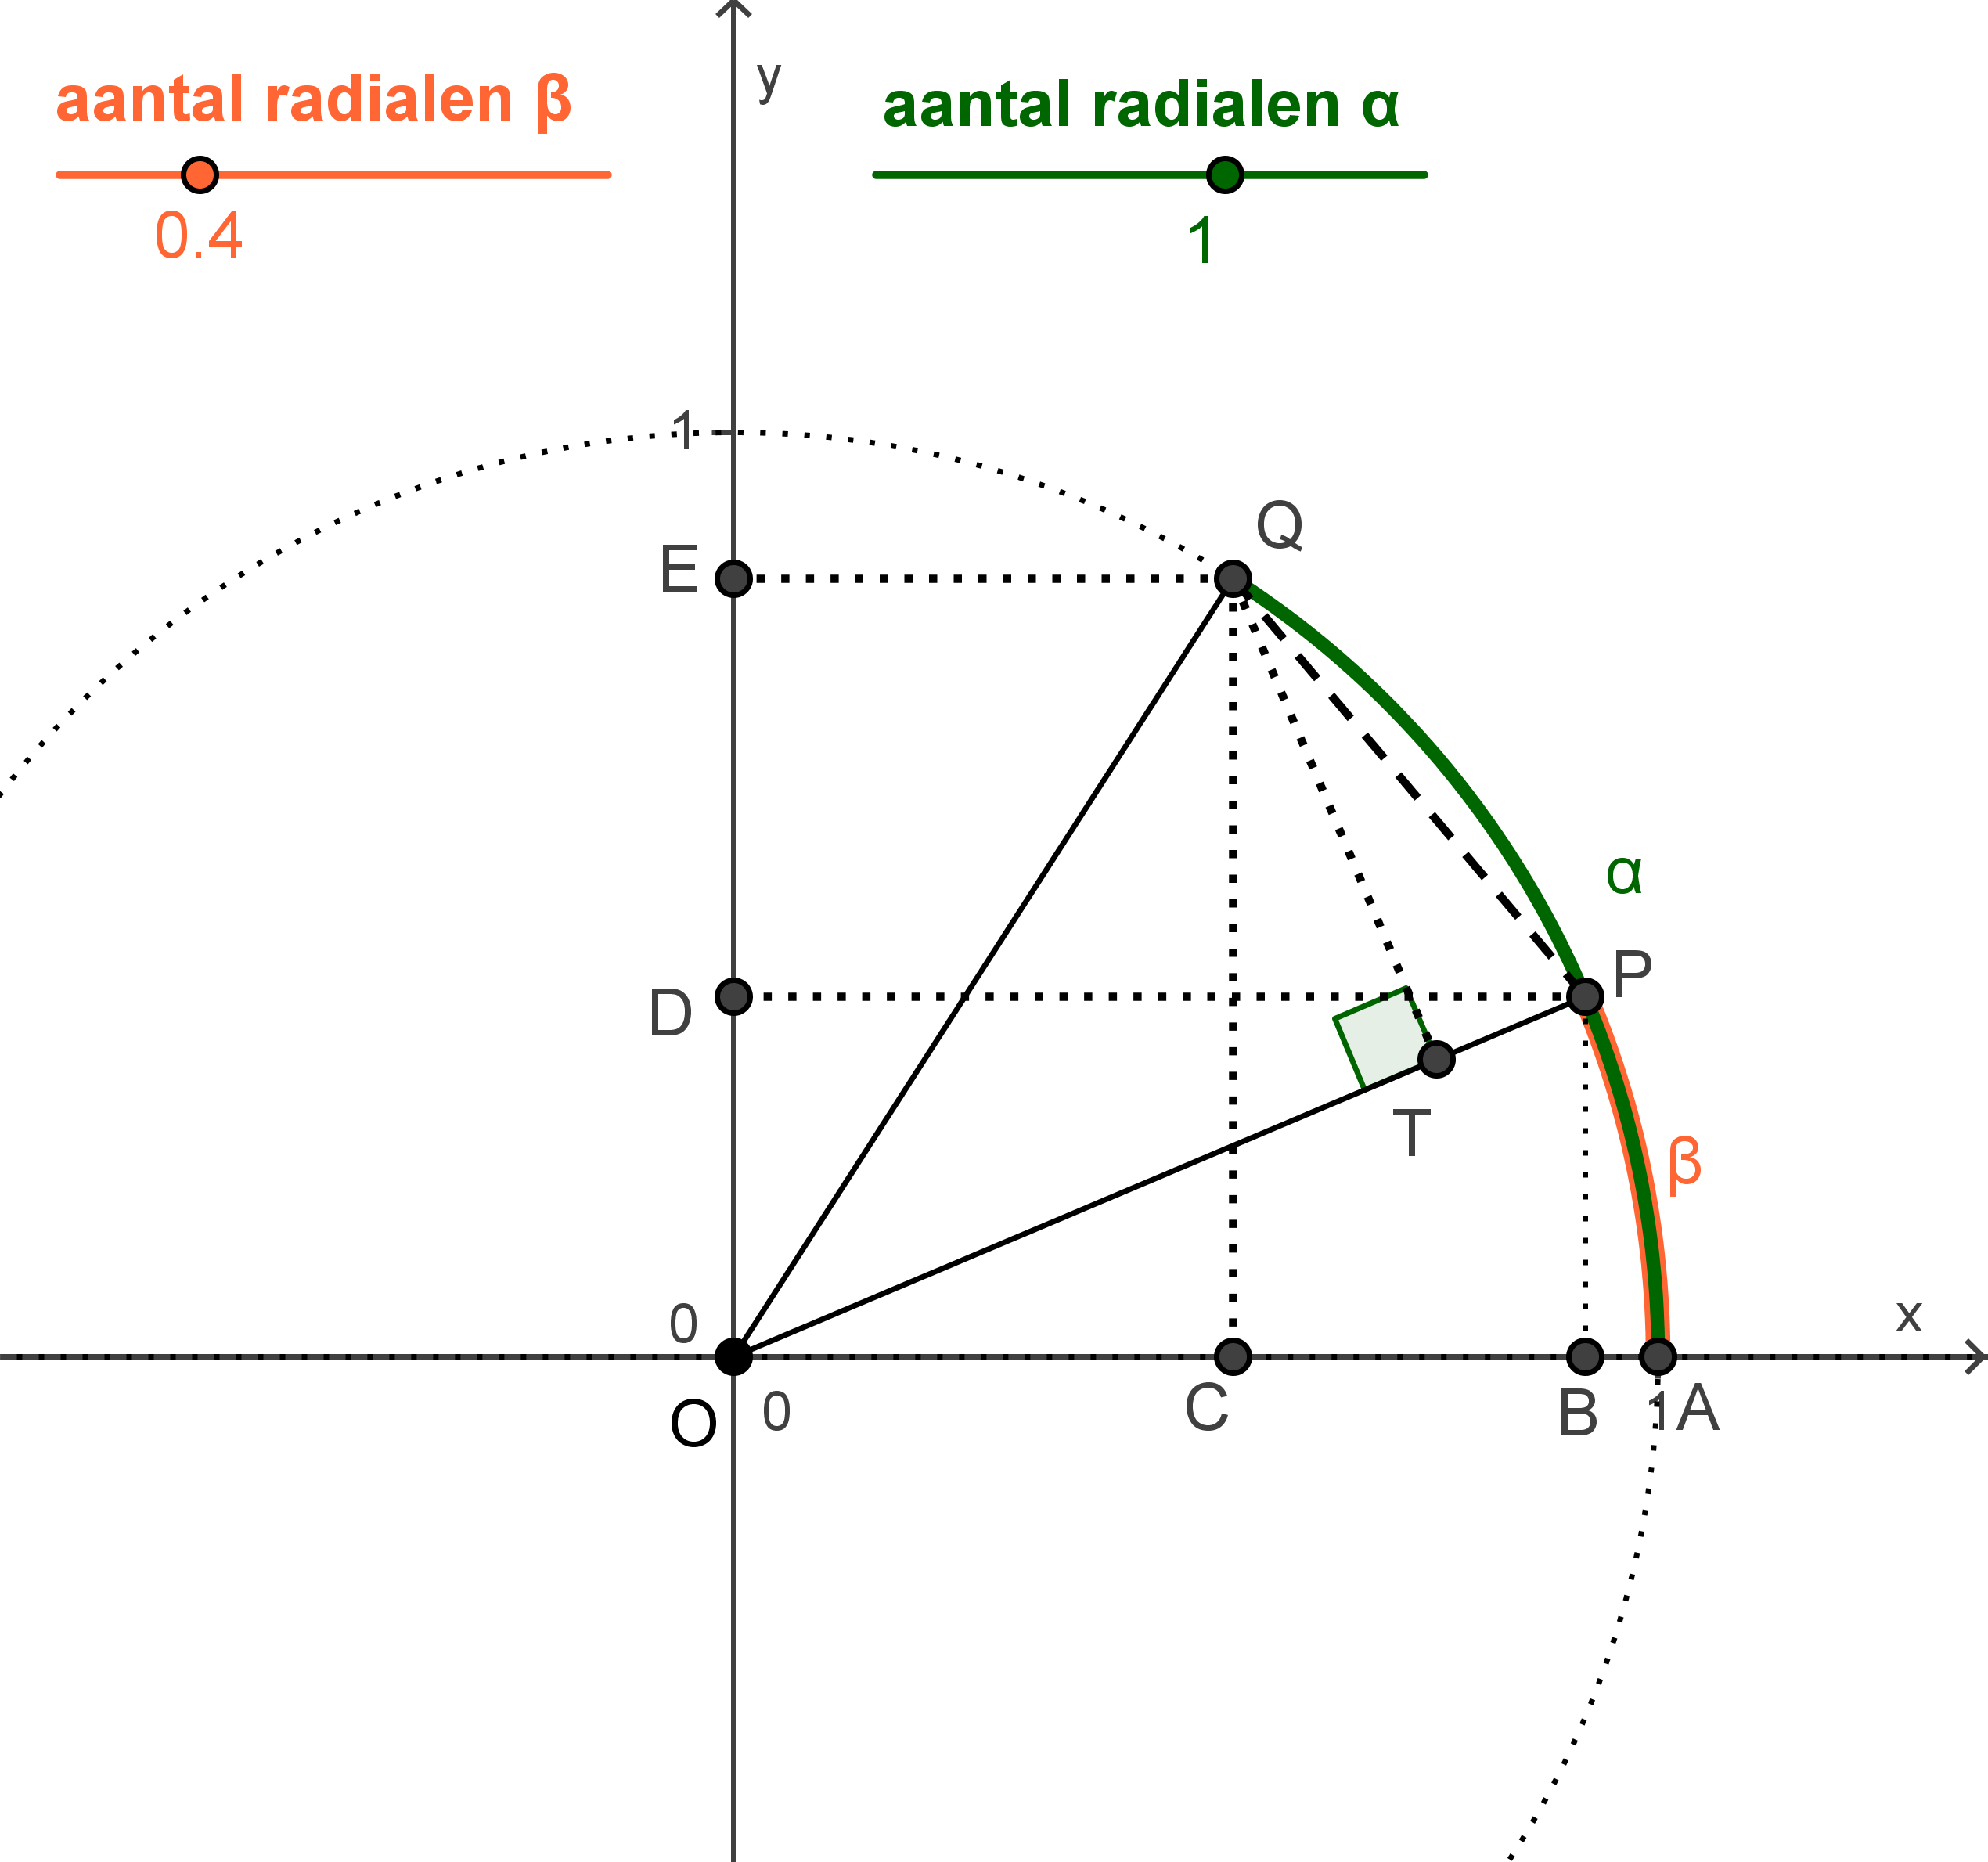 aantal radialen β
0.4
aantal radialen α
1
y
1
Q
E
α
P
D
T
β
0
x
O
0
C
B
1
A